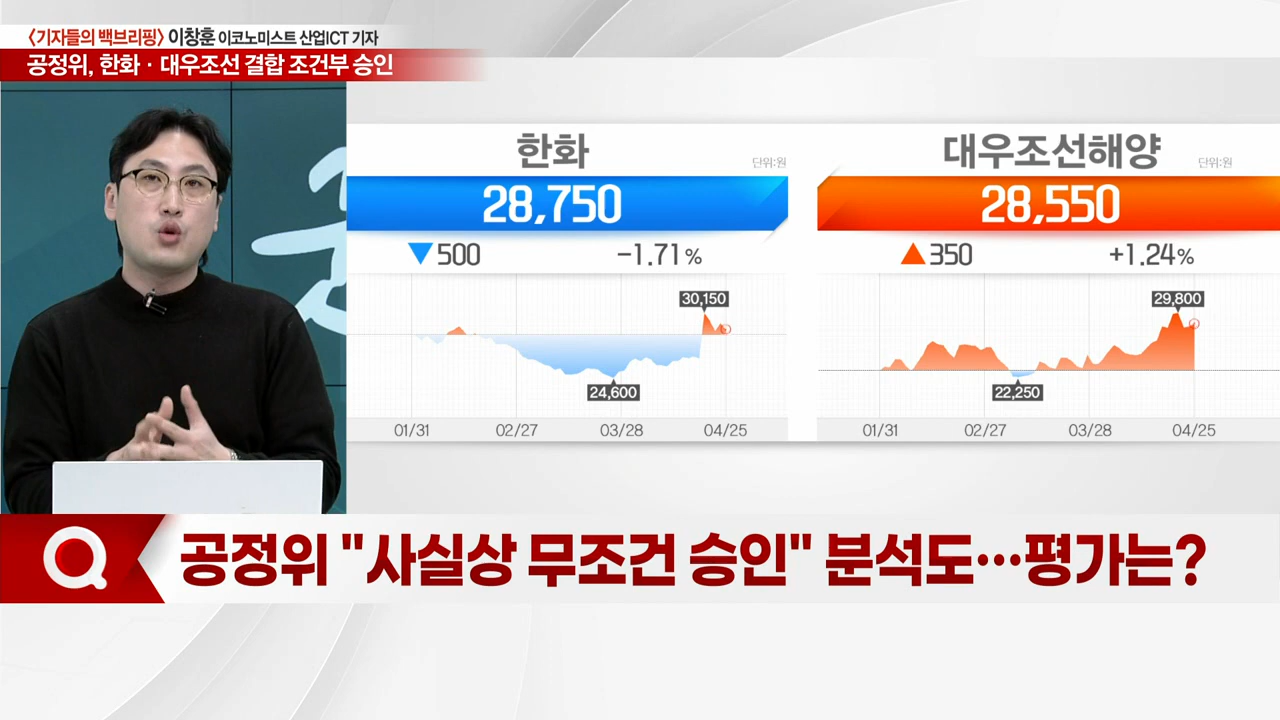 〈기자들의 백브리핑〉 이창훈 이코노미스트 산업ICT 기자
공정위, 한화·대우조선 결합 조건부 승인
한화
단위:원
28,750
▼500 -1.71%
30,150
24,600
01/31 02/27 03/28 04/25
대우조선해양
단위:원
28,550
▲350 +1.24%
29,800
22,250
01/31 02/27 03/28 04/25
Q 공정위 "사실상 무조건 승인" 분석도…평가는?